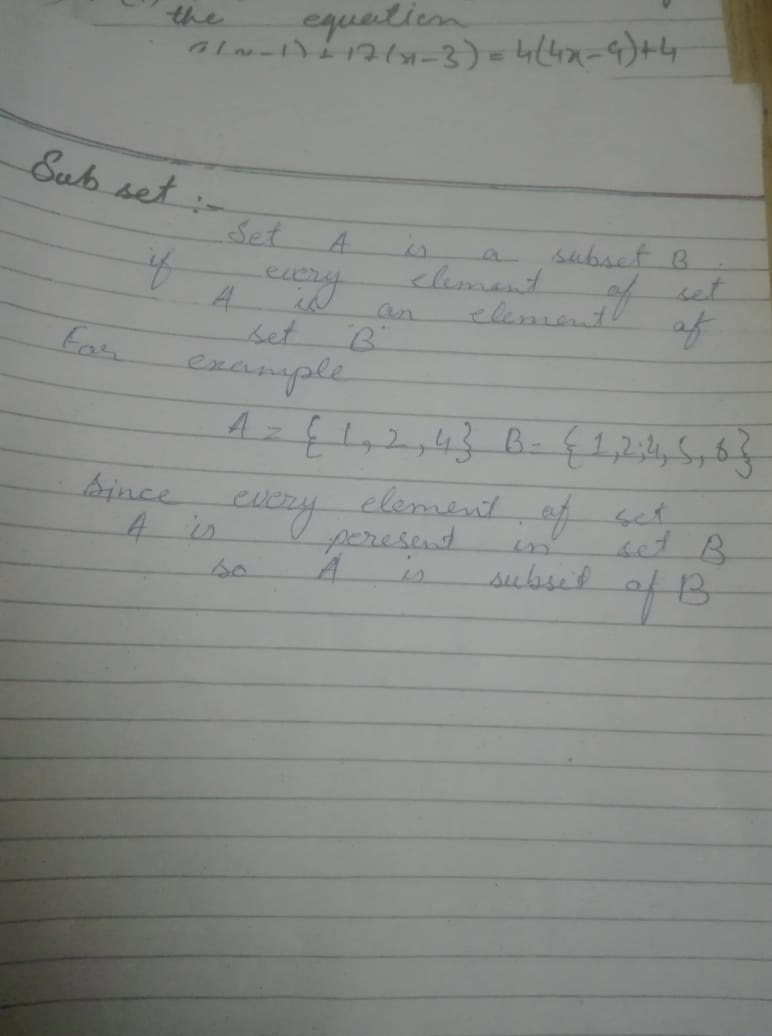 the equation
(x-1) + 17(x-3) = 4(4x-9)+4
Sub set :-
Set A is a subset B
if every element of set
A is an element of
set "B"
For example
A = {1, 2, 4} B = {1,2,4, 5, 6}
Since every element of set
A is peresent in set B
so A is subset of B